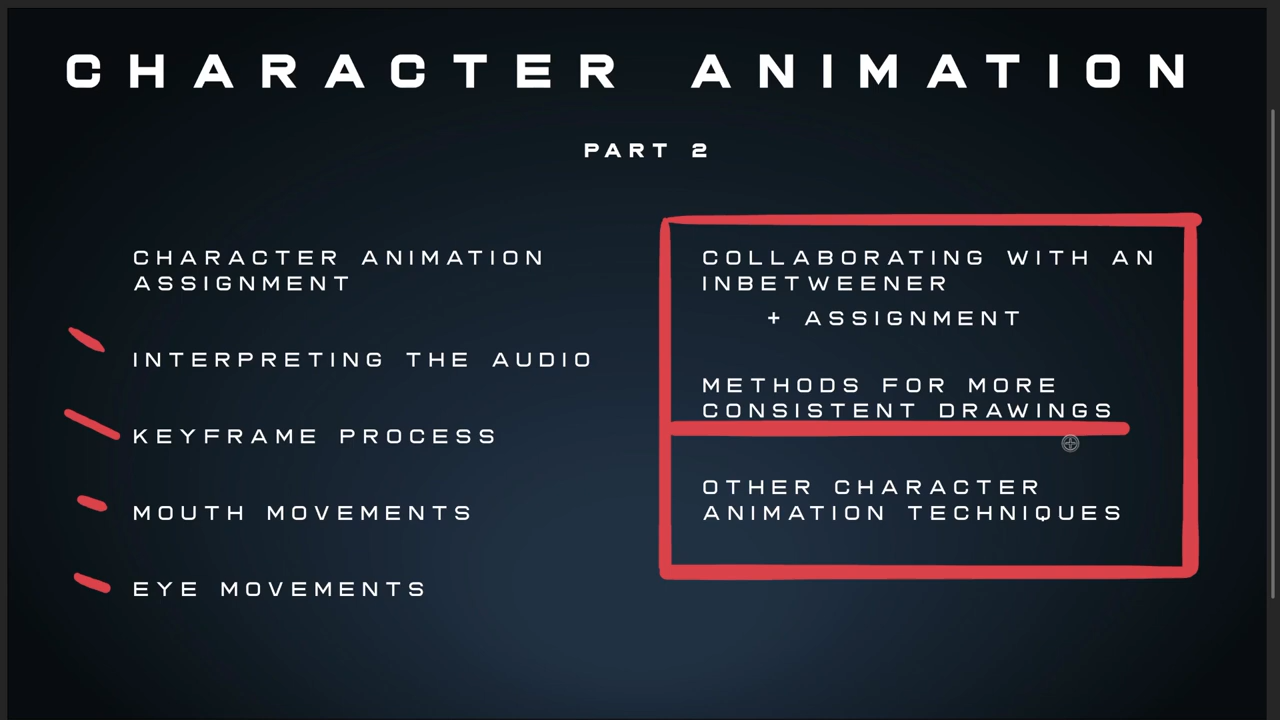 CHARACTER ANIMATION
PART 2
CHARACTER ANIMATION
ASSIGNMENT
INTERPRETING THE AUDIO
KEYFRAME PROCESS
MOUTH MOVEMENTS
EYE MOVEMENTS
COLLABORATING WITH AN
INBETWEENER
+ ASSIGNMENT
METHODS FOR MORE
CONSISTENT DRAWINGS
OTHER CHARACTER
ANIMATION TECHNIQUES